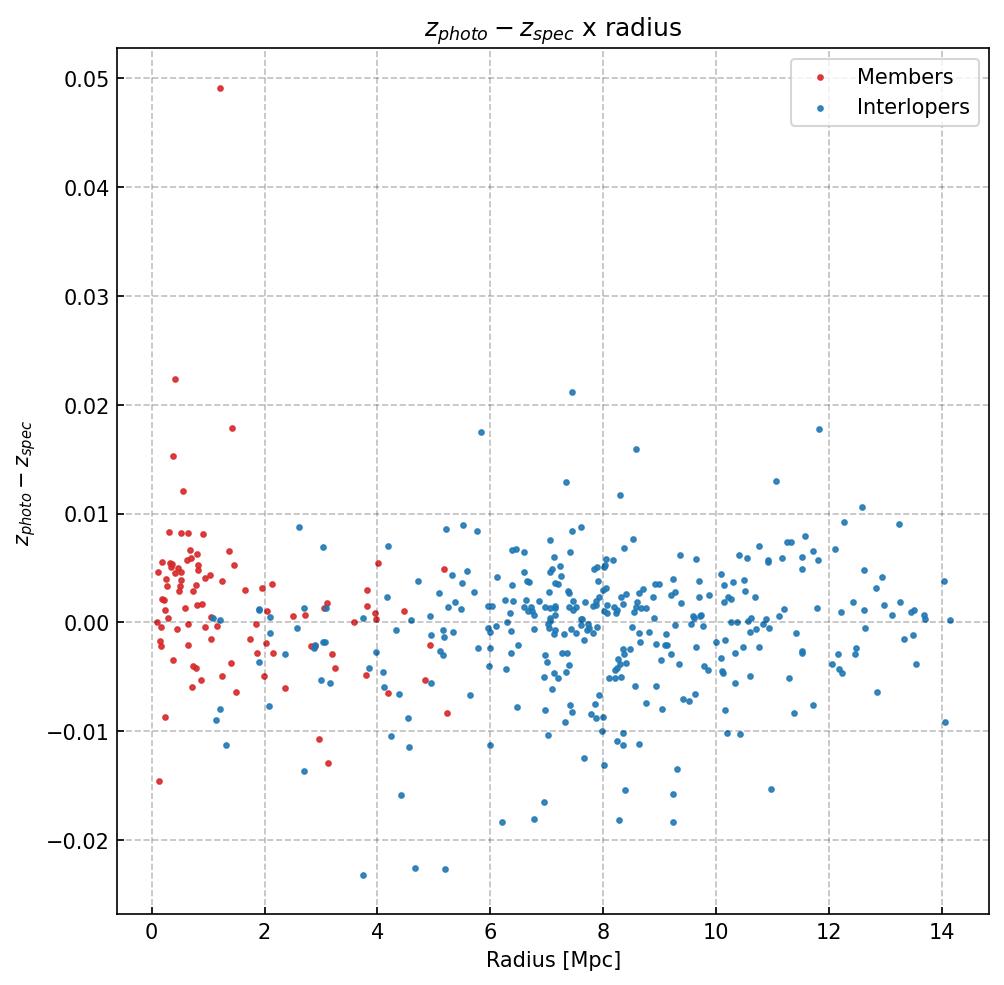 z_photo − z_spec x radius
Members
Interlopers
0.05
0.04
0.03
0.02
0.01
0.00
−0.01
−0.02
z_photo − z_spec
0 2 4 6 8 10 12 14
Radius [Mpc]